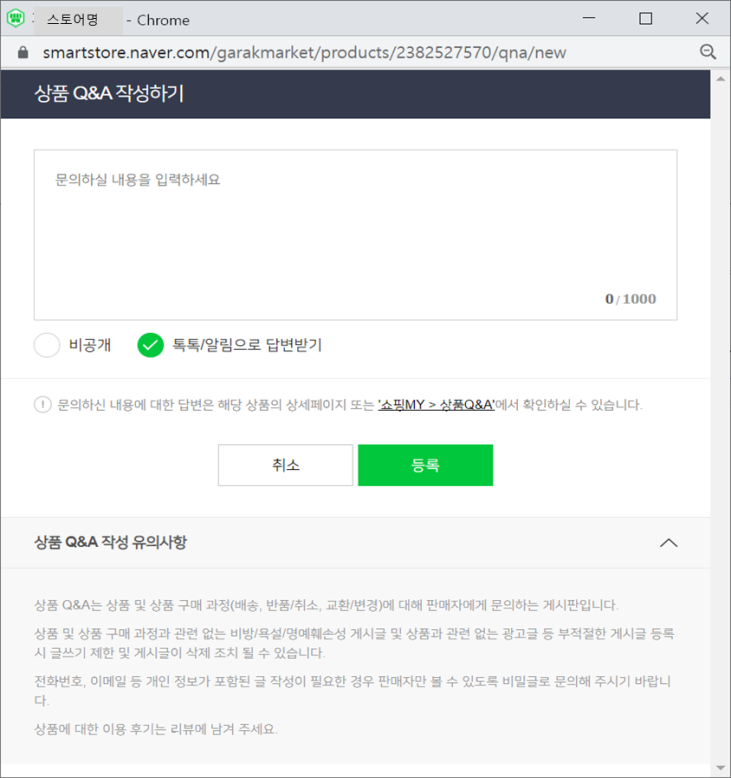 스토어명 - Chrome
smartstore.naver.com/garakmarket/products/2382527570/qna/new
상품 Q&A 작성하기
문의하실 내용을 입력하세요
0 / 1000
비공개 톡톡/알림으로 답변받기
문의하신 내용에 대한 답변은 해당 상품의 상세페이지 또는 '쇼핑MY > 상품Q&A'에서 확인하실 수 있습니다.
취소 등록
상품 Q&A 작성 유의사항
상품 Q&A는 상품 및 상품 구매 과정(배송, 반품/취소, 교환/변경)에 대해 판매자에게 문의하는 게시판입니다.
상품 및 상품 구매 과정과 관련 없는 비방/욕설/명예훼손성 게시글 및 상품과 관련 없는 광고글 등 부적절한 게시글 등록
시 글쓰기 제한 및 게시글이 삭제 조치 될 수 있습니다.
전화번호, 이메일 등 개인 정보가 포함된 글 작성이 필요한 경우 판매자만 볼 수 있도록 비밀글로 문의해 주시기 바랍니
다.
상품에 대한 이용 후기는 리뷰에 남겨 주세요.